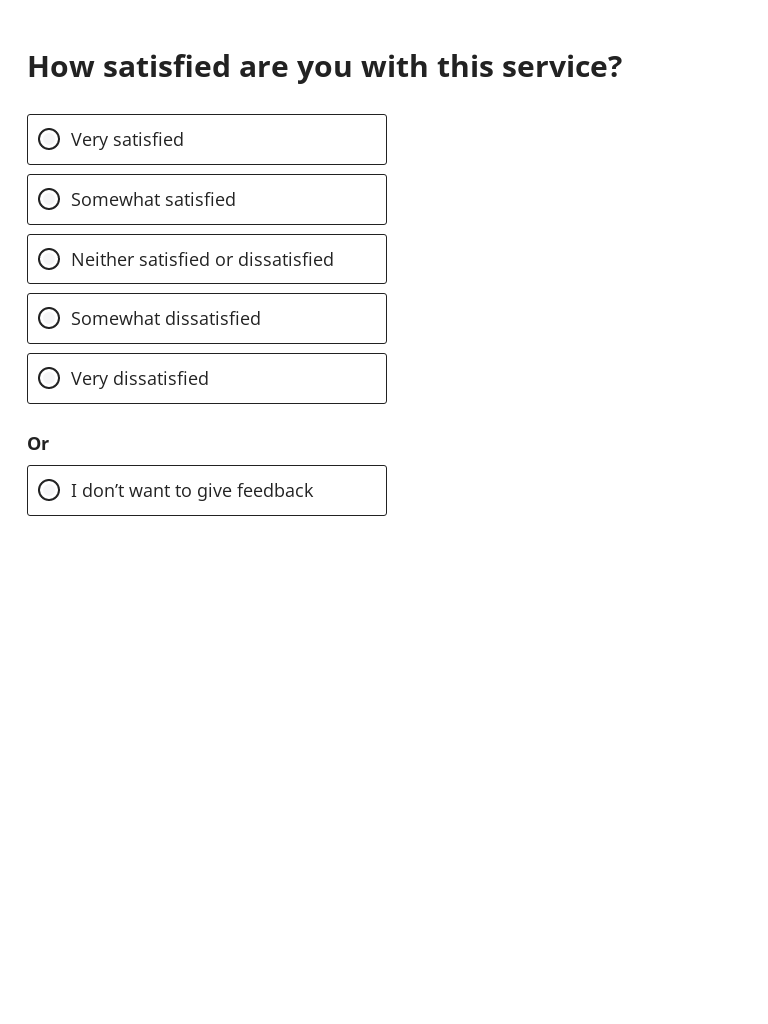 How satisfied are you with this service?
Very satisfied
Somewhat satisfied
Neither satisfied or dissatisfied
Somewhat dissatisfied
Very dissatisfied
Or
I don’t want to give feedback